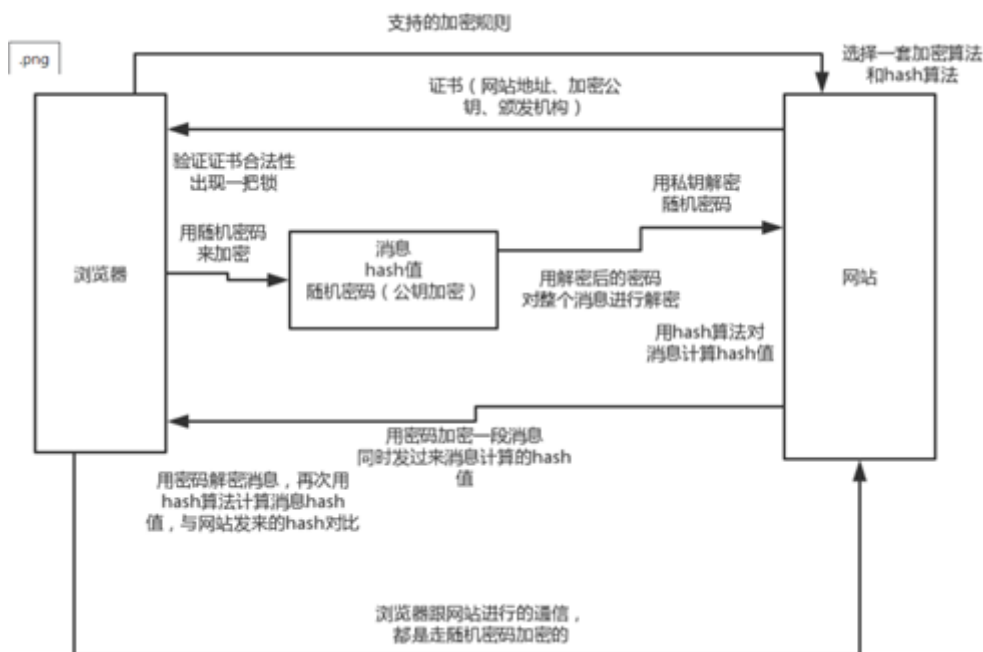 支持的加密规则
.png
选择一套加密算法
和hash算法
证书（网站地址、加密公
钥、颁发机构）
验证证书合法性
出现一把锁
用私钥解密
随机密码
用随机密码
来加密
消息
hash值
随机密码（公钥加密）
浏览器
网站
用解密后的密码
对整个消息进行解密
用hash算法对
消息计算hash值
用密码加密一段消息
同时发过来消息计算的hash
值
用密码解密消息，再次用
hash算法计算消息hash
值，与网站发来的hash对比
浏览器跟网站进行的通信，
都是走随机密码加密的